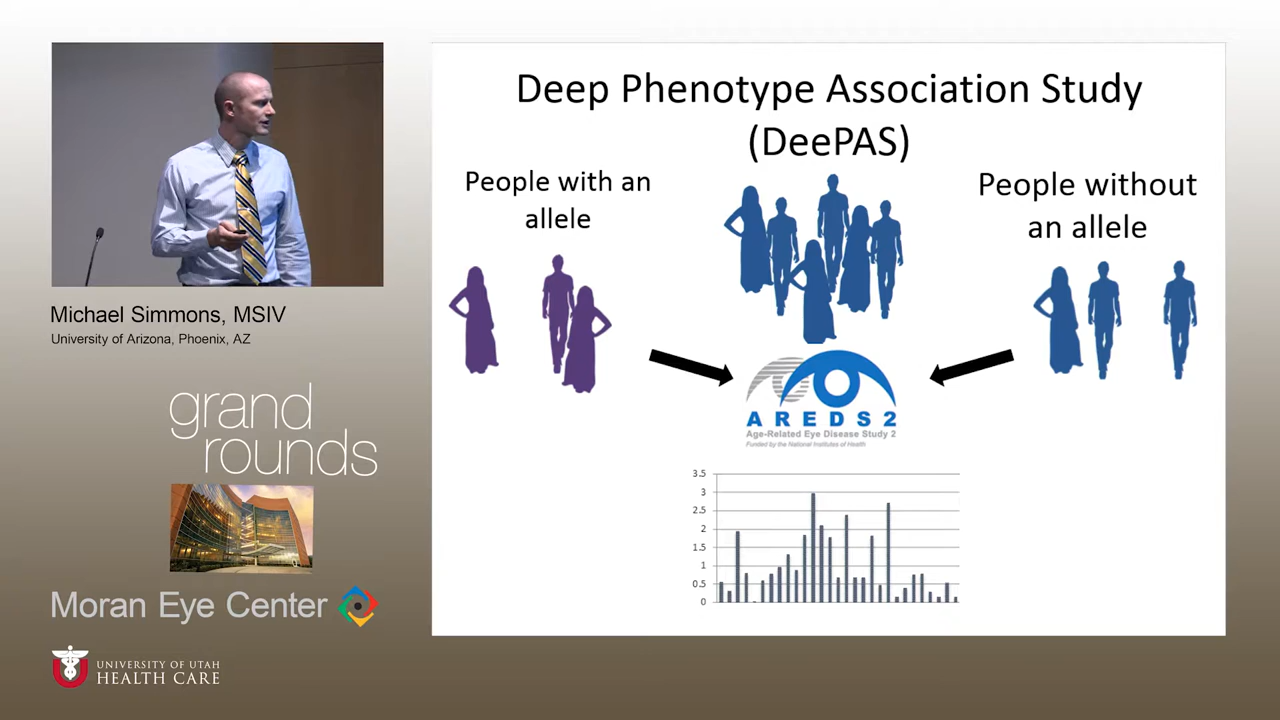 Michael Simmons, MSIV
University of Arizona, Phoenix, AZ
grand
rounds
Moran Eye Center
UNIVERSITY OF UTAH
HEALTH CARE
Deep Phenotype Association Study
(DeePAS)
People with an
allele
People without
an allele
AREDS2
Age-Related Eye Disease Study 2
Funded by the National Institutes of Health
3.5
3
2.5
2
1.5
1
0.5
0